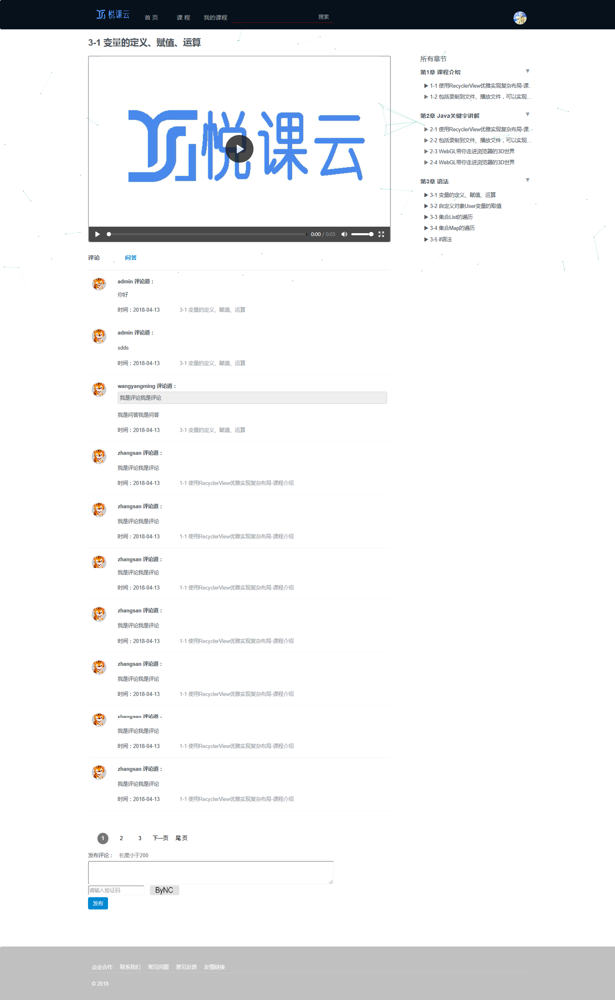 悦课云 首 页 课 程 我的课程 搜索
3-1 变量的定义、赋值、运算
悦课云
0:00 / 0:05
所有章节
第1章 课程介绍 ▼
▶ 1-1 使用RecyclerView优雅实现复杂布局-课...
▶ 1-2 包括录制到文件、播放文件，可以实现...
第2章 Java关键字讲解 ▼
▶ 2-1 使用RecyclerView优雅实现复杂布局-课...
▶ 2-2 包括录制到文件、播放文件，可以实现...
▶ 2-3 WebGL带你走进浏览器的3D世界
▶ 2-4 WebGL带你走进浏览器的3D世界
第3章 语法 ▼
▶ 3-1 变量的定义、赋值、运算
▶ 3-2 自定义对象User变量的取值
▶ 3-3 集合List的遍历
▶ 3-4 集合Map的遍历
▶ 3-5 if语法
评论 问答
admin 评论道：
你好
时间：2018-04-13 3-1 变量的定义、赋值、运算
admin 评论道：
sdds
时间：2018-04-13 3-1 变量的定义、赋值、运算
wangyangming 评论道：
我是评论我是评论
我是问答我是问答
时间：2018-04-13 3-1 变量的定义、赋值、运算
zhangsan 评论道：
我是评论我是评论
时间：2018-04-13 1-1 使用RecyclerView优雅实现复杂布局-课程介绍
zhangsan 评论道：
我是评论我是评论
时间：2018-04-13 1-1 使用RecyclerView优雅实现复杂布局-课程介绍
zhangsan 评论道：
我是评论我是评论
时间：2018-04-13 1-1 使用RecyclerView优雅实现复杂布局-课程介绍
zhangsan 评论道：
我是评论我是评论
时间：2018-04-13 1-1 使用RecyclerView优雅实现复杂布局-课程介绍
zhangsan 评论道：
我是评论我是评论
时间：2018-04-13 1-1 使用RecyclerView优雅实现复杂布局-课程介绍
zhangsan 评论道：
我是评论我是评论
时间：2018-04-13 1-1 使用RecyclerView优雅实现复杂布局-课程介绍
zhangsan 评论道：
我是评论我是评论
时间：2018-04-13 1-1 使用RecyclerView优雅实现复杂布局-课程介绍
1 2 3 下一页 尾 页
发布评论： 长度小于200
请输入验证码 ByNC
发布
企业合作 联系我们 常见问题 意见反馈 友情链接
© 2018